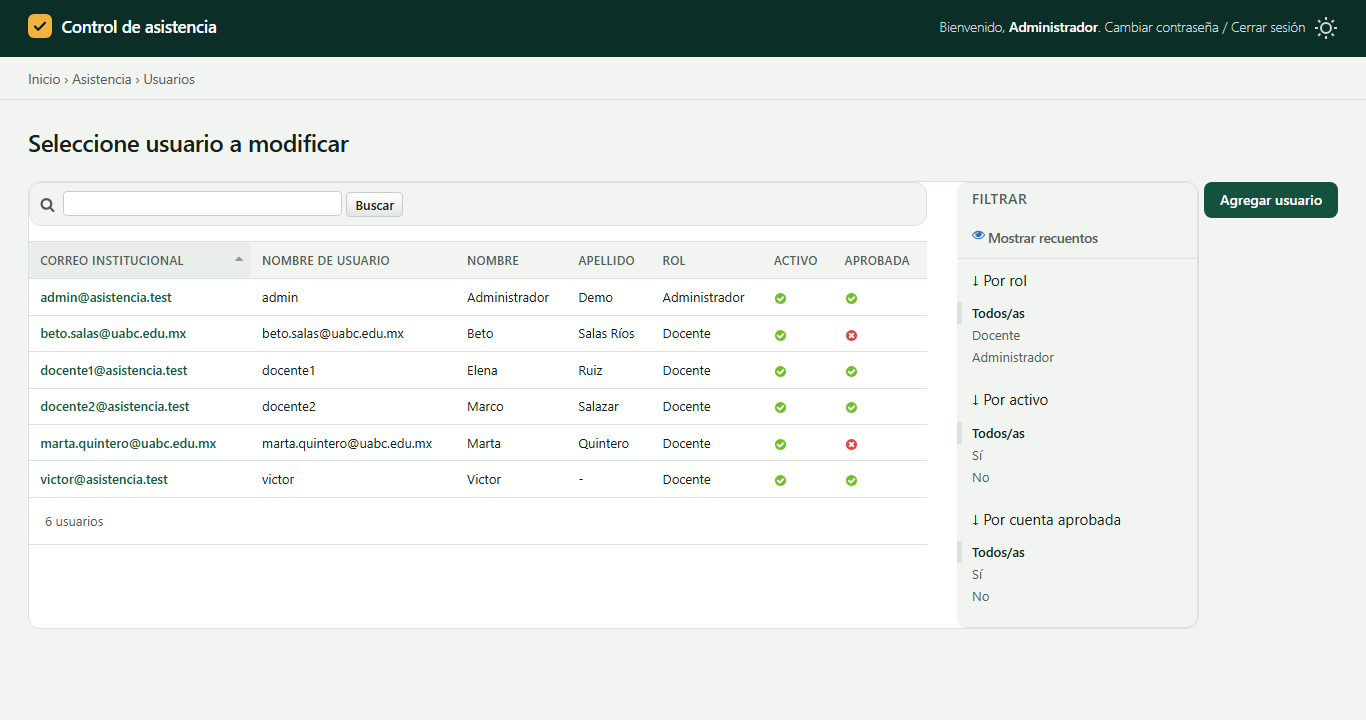 Control de asistencia
Bienvenido, Administrador. Cambiar contraseña / Cerrar sesión
Inicio › Asistencia › Usuarios
Seleccione usuario a modificar
Buscar
Agregar usuario
CORREO INSTITUCIONAL NOMBRE DE USUARIO NOMBRE APELLIDO ROL ACTIVO APROBADA
admin@asistencia.test admin Administrador Demo Administrador
beto.salas@uabc.edu.mx beto.salas@uabc.edu.mx Beto Salas Ríos Docente
docente1@asistencia.test docente1 Elena Ruiz Docente
docente2@asistencia.test docente2 Marco Salazar Docente
marta.quintero@uabc.edu.mx marta.quintero@uabc.edu.mx Marta Quintero Docente
victor@asistencia.test victor Victor - Docente
6 usuarios
FILTRAR
Mostrar recuentos
↓ Por rol
Todos/as
Docente
Administrador
↓ Por activo
Todos/as
Sí
No
↓ Por cuenta aprobada
Todos/as
Sí
No